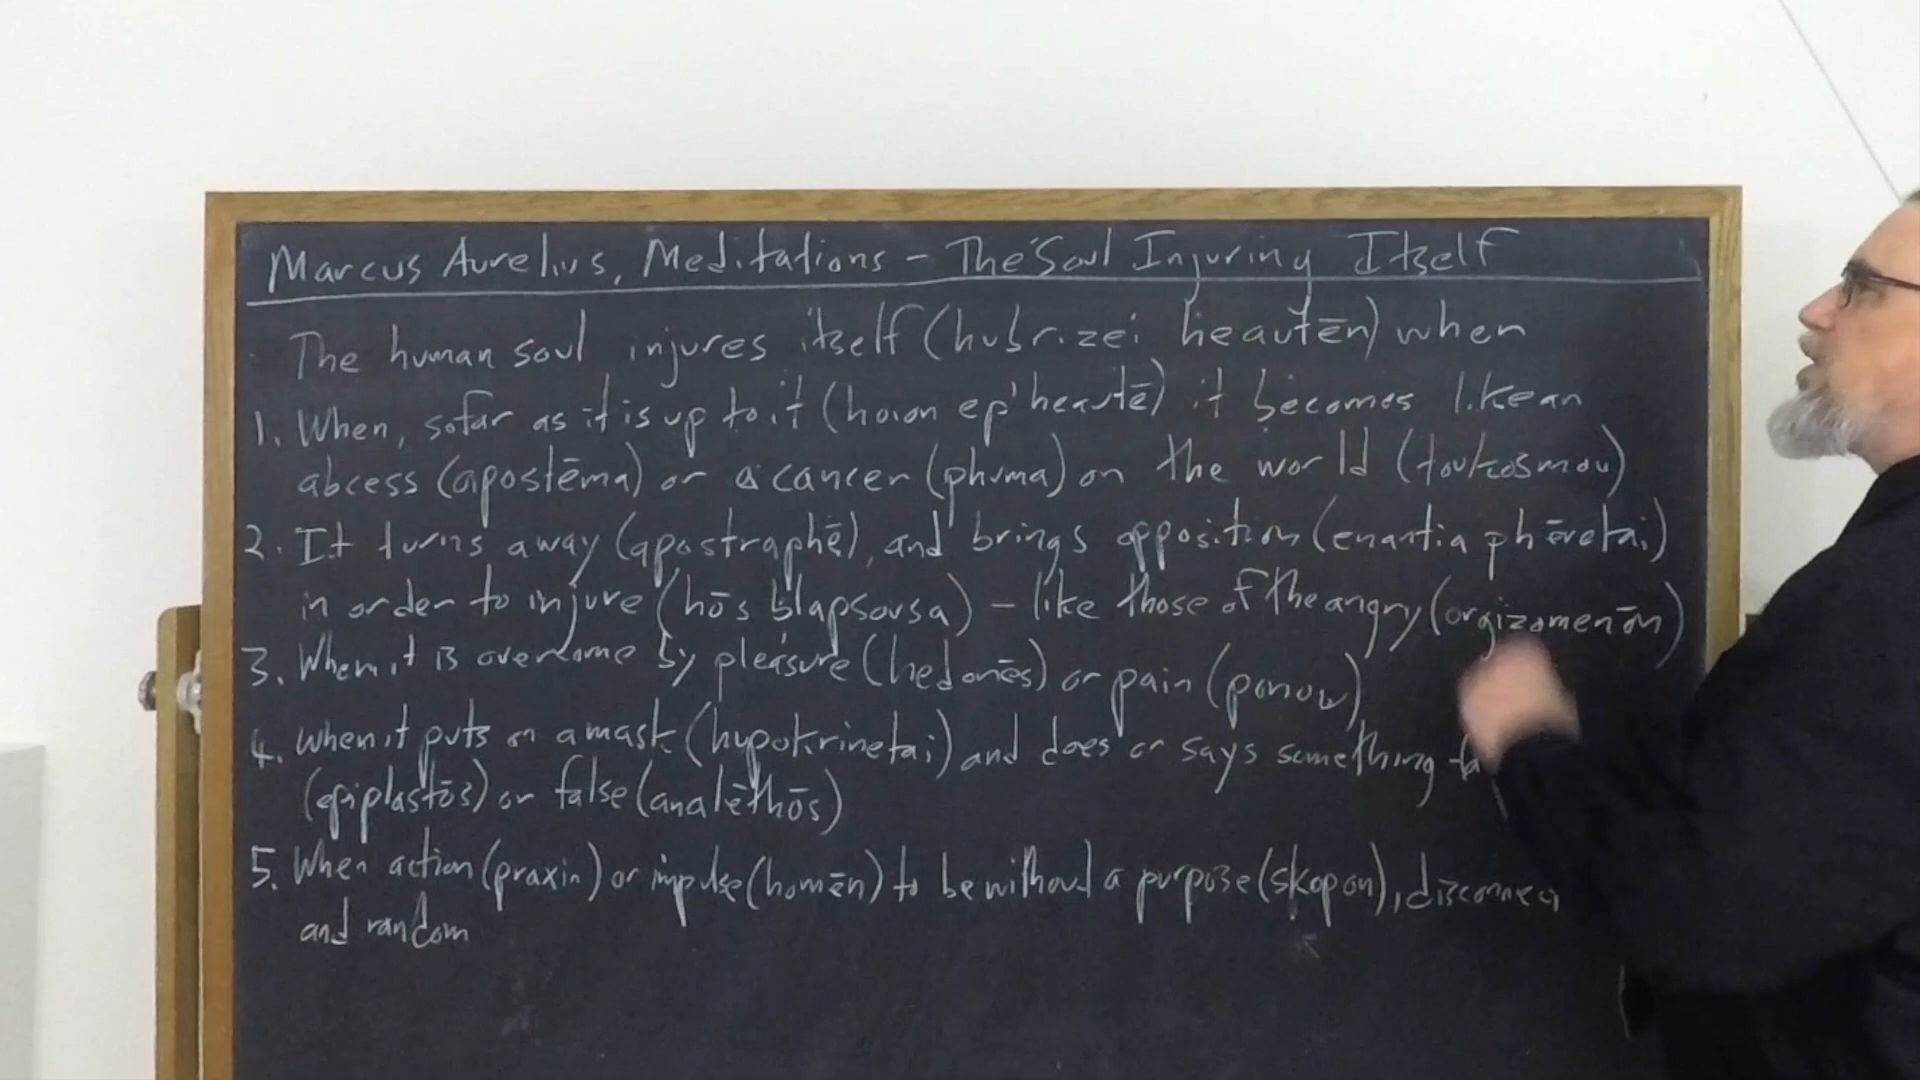 Marcus Aurelius, Meditations – The Soul Injuring Itself
The human soul injures itself (hubrizei heautēn) when
1. When, so far as it is up to it (hoion ep' heautē) it becomes like an
abcess (apostēma) or a cancer (phuma) on the world (tou kosmou)
2. It turns away (apostraphē), and brings opposition (enantia phēretai)
in order to injure (hōs blapsousa) – like those of the angry (orgizomenōn)
3. When it is overcome by pleasure (hedonēs) or pain (ponou)
4. When it puts on a mask (hypokrinetai) and does or says something
(epiplastōs) or false (analēthōs)
5. When action (praxin) or impulse (homēn) to be without a purpose (skopon),
and random